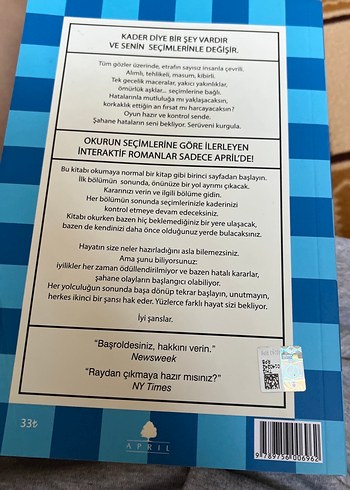 KADER DİYE BİR ŞEY VARDIR
VE SENİN SEÇİMLERİNLE DEĞİŞİR.
Tüm gözler üzerinde, etrafın sayısız insanla çevrili.
Alımlı, tehlikeli, masum, kibirli.
Tek gecelik maceralar, yakıcı yakınlıklar,
ömürlük aşklar... seçimlerine bağlı.
Hatalarınla mutluluğa mı yaklaşacaksın,
korkaklık ettiğin an fırsat mı harcayacaksın?
Oyun hazır ve kontrol sende.
Şahane hataların seni bekliyor. Serüveni kurgula.
OKURUN SEÇİMLERİNE GÖRE İLERLEYEN
İNTERAKTİF ROMANLAR SADECE APRIL'DE!
Bu kitabı okumaya normal bir kitap gibi birinci sayfadan başlayın.
İlk bölümün sonunda, önünüze bir yol ayrımı çıkacak.
Kararınızı verin ve ilgili bölüme gidin.
Her bölümün sonunda seçimlerinizle kaderinizi
kontrol etmeye devam edeceksiniz.
Kitabı okurken bazen hiç beklemediğiniz bir yere ulaşacak,
bazen de kendinizi daha önce olduğunuz yerde bulacaksınız.
Hayatın size neler hazırladığını asla bilemezsiniz.
Ama şunu biliyorsunuz:
iyilikler her zaman ödüllendirilmiyor ve bazen hatalı kararlar,
şahane olayların başlangıcı olabiliyor.
Her yolculuğun sonunda başa dönüp tekrar başlayın, unutmayın,
herkes ikinci bir şansı hak eder. Yüzlerce farklı hayat sizi bekliyor.
İyi şanslar.
"Başroldesiniz, hakkını verin."
Newsweek
"Raydan çıkmaya hazır mısınız?"
NY Times
33₺
APRIL
9 789756 006962